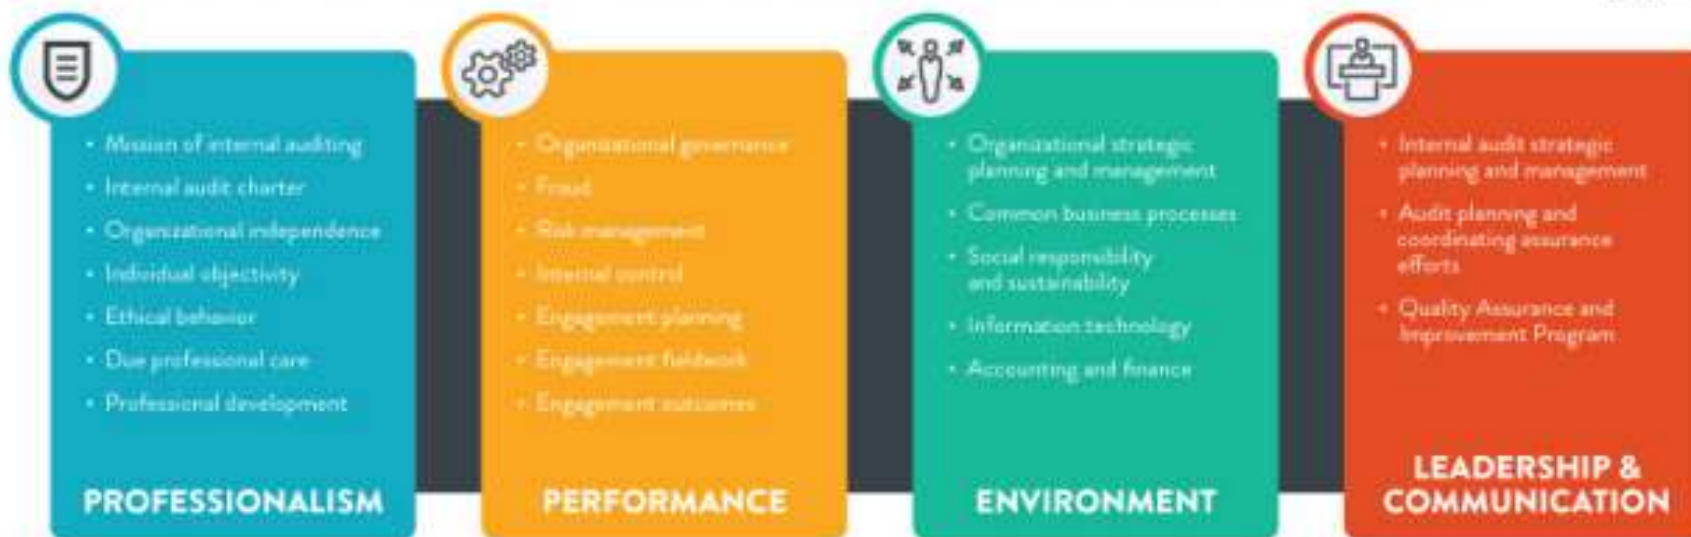 • Mission of internal auditing
• Internal audit charter
• Organizational independence
• Individual objectivity
• Ethical behavior
• Due professional care
• Professional development
PROFESSIONALISM
• Organizational governance
• Fraud
• Risk management
• Internal control
• Engagement planning
• Engagement fieldwork
• Engagement outcomes
PERFORMANCE
• Organizational strategic
planning and management
• Common business processes
• Social responsibility
and sustainability
• Information technology
• Accounting and finance
ENVIRONMENT
• Internal audit strategic
planning and management
• Audit planning and
coordinating assurance
efforts
• Quality Assurance and
Improvement Program
LEADERSHIP &
COMMUNICATION